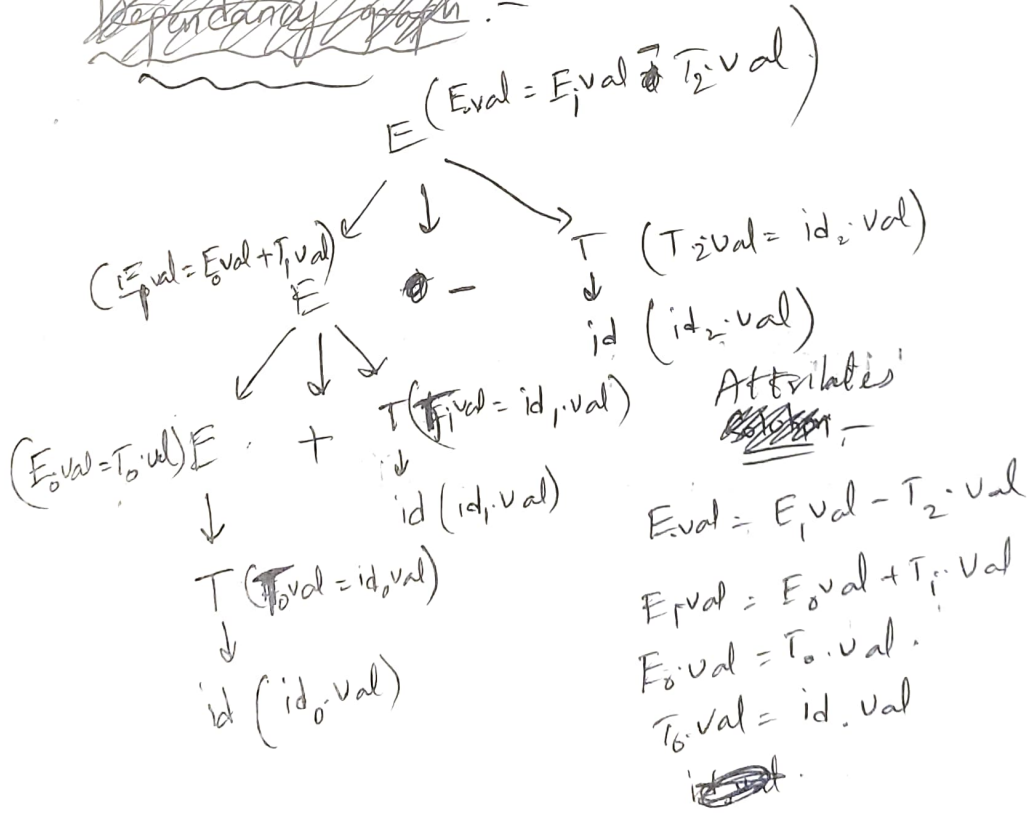 Dependancy graph :-
E (E.val = E1.val - T2.val)
(E1.val = E0.val + T1.val) E
-
T (T2.val = id2.val)
id (id2.val)
(E0.val = T0.val) E
+
T (T1.val = id1.val)
id (id1.val)
T (T0.val = id0.val)
id (id0.val)
Attributes :-
E.val = E1.val - T2.val
E1.val = E0.val + T1.val
E0.val = T0.val .
T0.val = id.val